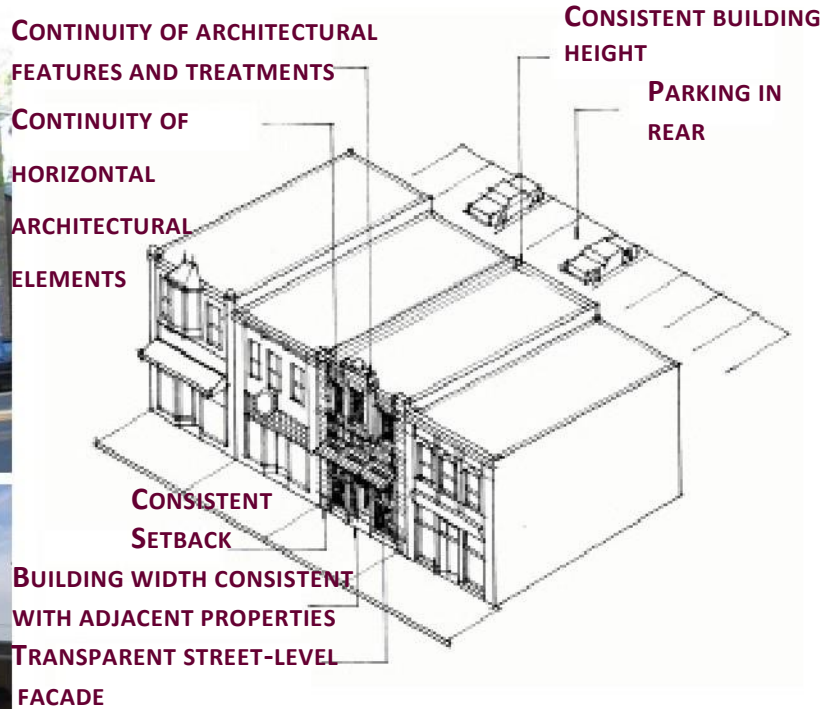 CONTINUITY OF ARCHITECTURAL
FEATURES AND TREATMENTS
CONTINUITY OF
HORIZONTAL
ARCHITECTURAL
ELEMENTS
CONSISTENT BUILDING
HEIGHT
PARKING IN
REAR
CONSISTENT
SETBACK
BUILDING WIDTH CONSISTENT
WITH ADJACENT PROPERTIES
TRANSPARENT STREET-LEVEL
FACADE